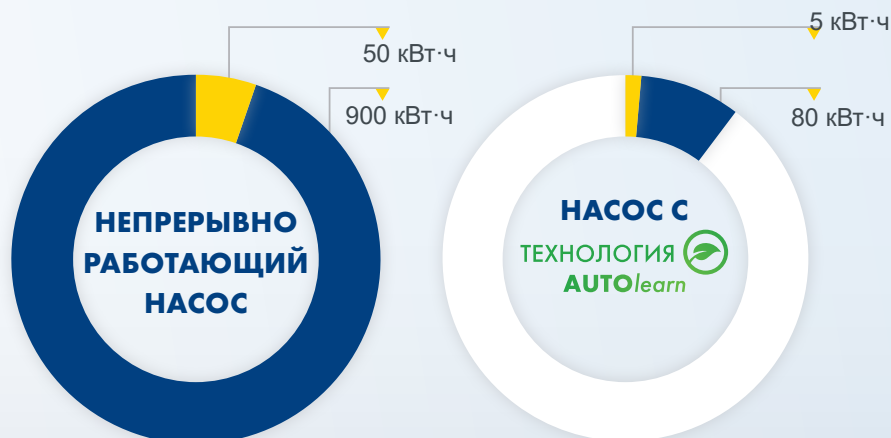 50 кВт·ч
900 кВт·ч
НЕПРЕРЫВНО
РАБОТАЮЩИЙ
НАСОС
5 кВт·ч
80 кВт·ч
НАСОС С
ТЕХНОЛОГИЯ
AUTOlearn